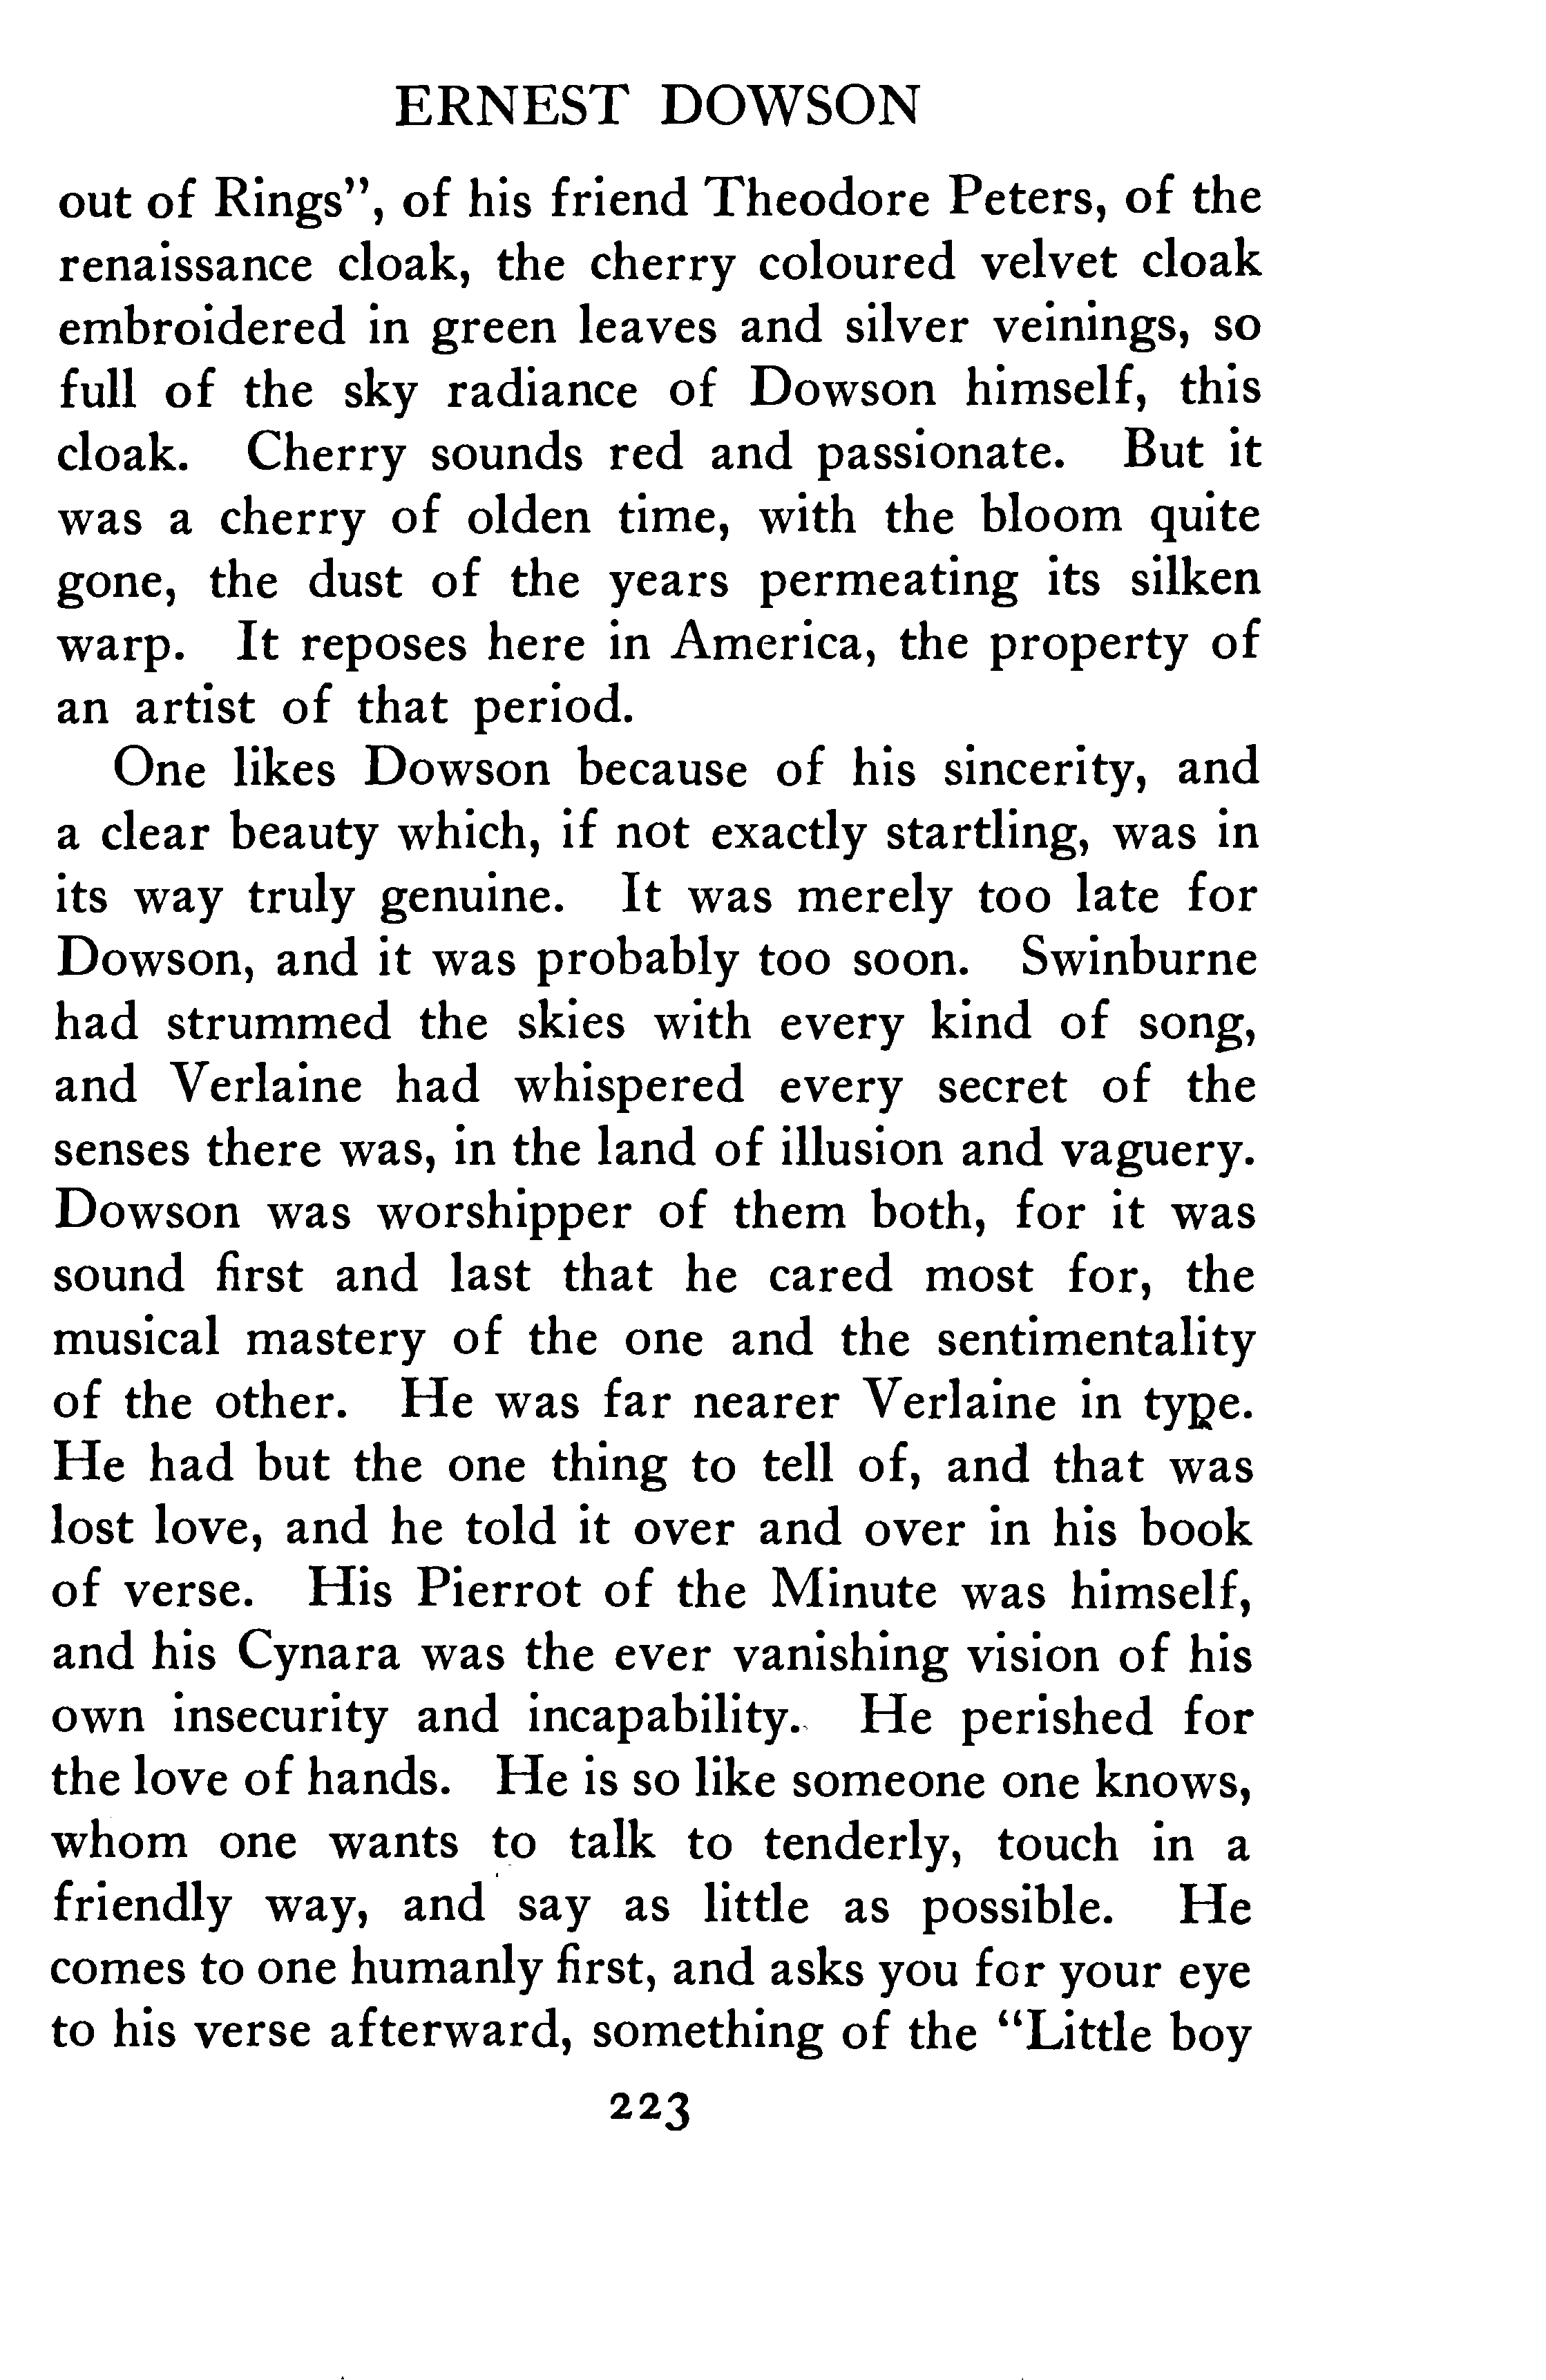 ERNEST DOWSON
out of Rings”, of his friend Theodore Peters, of the
renaissance cloak, the cherry coloured velvet cloak
embroidered in green leaves and silver veinings, so
full of the sky radiance of Dowson himself, this
cloak. Cherry sounds red and passionate. But it
was a cherry of olden time, with the bloom quite
gone, the dust of the years permeating its silken
warp. It reposes here in America, the property of
an artist of that period.
One likes Dowson because of his sincerity, and
a clear beauty which, if not exactly startling, was in
its way truly genuine. It was merely too late for
Dowson, and it was probably too soon. Swinburne
had strummed the skies with every kind of song,
and Verlaine had whispered every secret of the
senses there was, in the land of illusion and vaguery.
Dowson was worshipper of them both, for it was
sound first and last that he cared most for, the
musical mastery of the one and the sentimentality
of the other. He was far nearer Verlaine in type.
He had but the one thing to tell of, and that was
lost love, and he told it over and over in his book
of verse. His Pierrot of the Minute was himself,
and his Cynara was the ever vanishing vision of his
own insecurity and incapability. He perished for
the love of hands. He is so like someone one knows,
whom one wants to talk to tenderly, touch in a
friendly way, and say as little as possible. He
comes to one humanly first, and asks you for your eye
to his verse afterward, something of the “Little boy
223